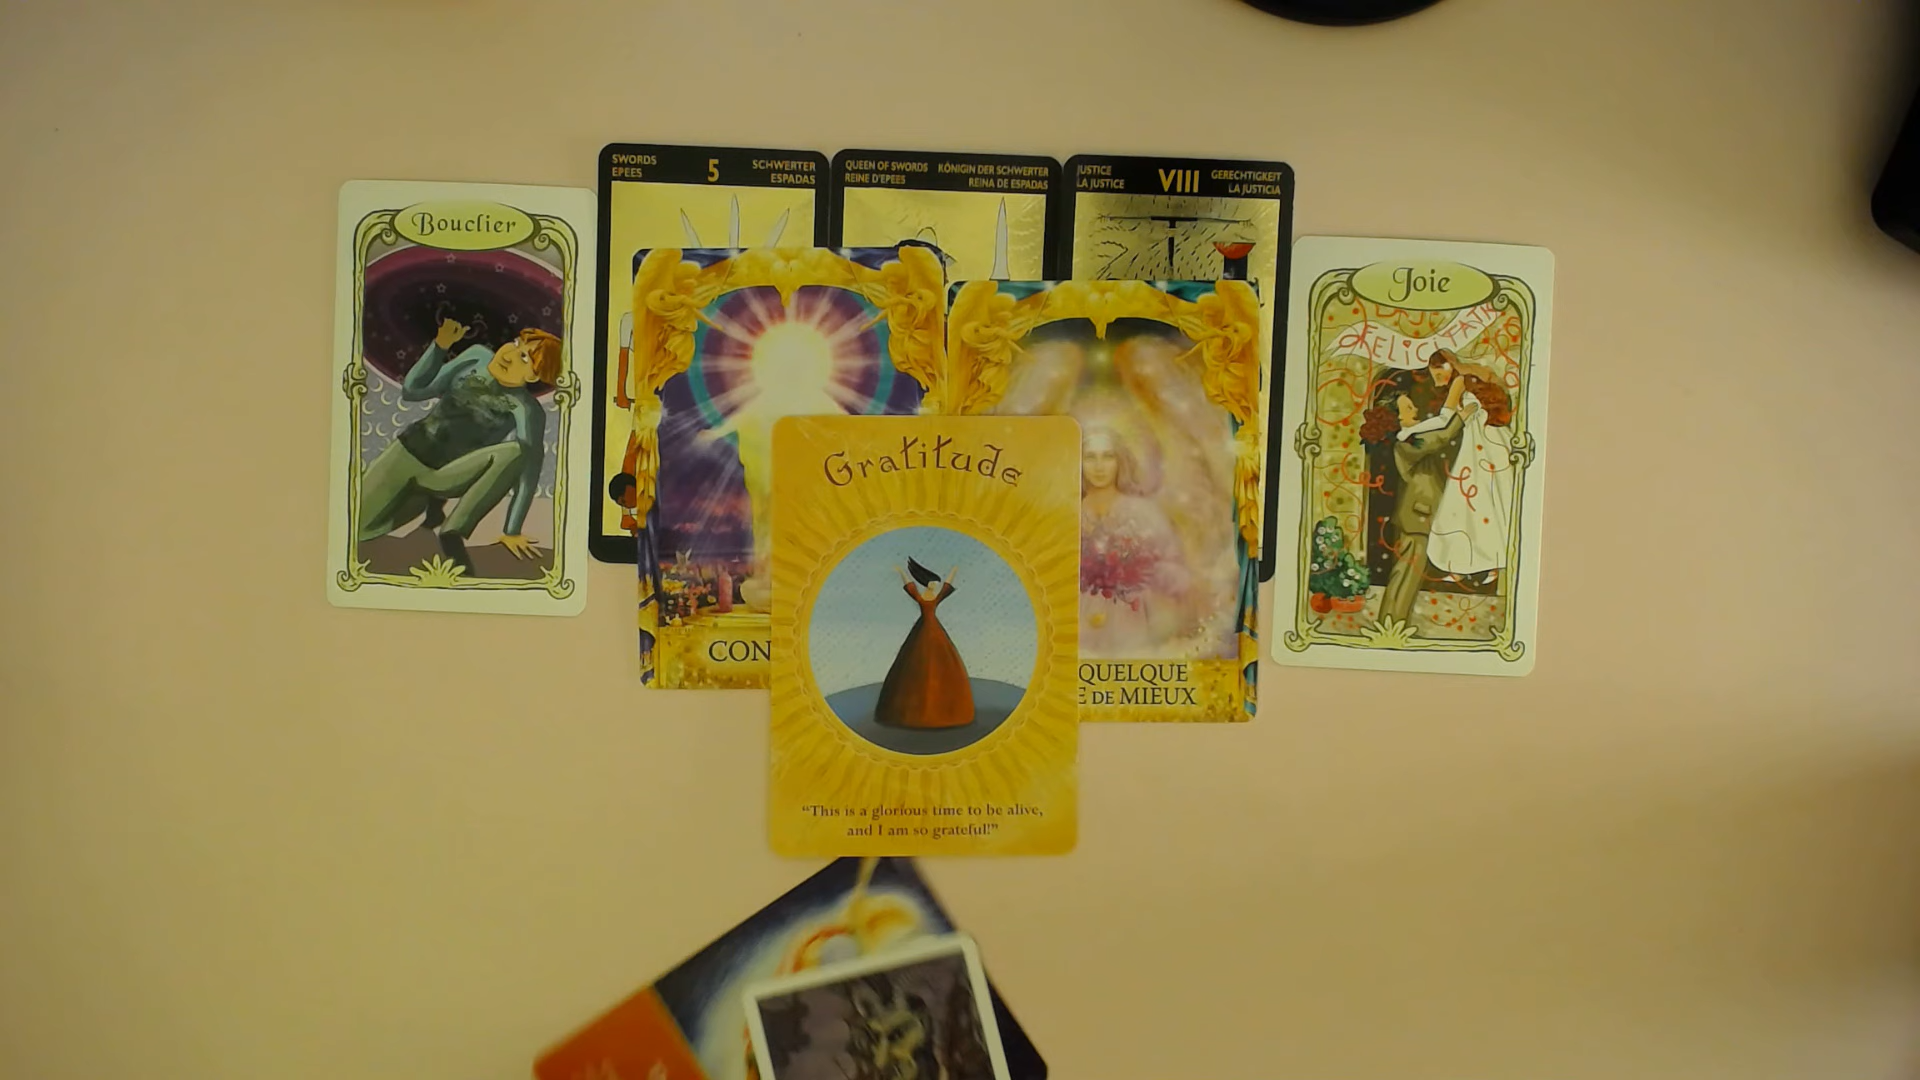 Bouclier
SWORDS
EPEES
5
SCHWERTER
ESPADAS
QUEEN OF SWORDS
REINE D'EPEES
KÖNIGIN DER SCHWERTER
REINA DE ESPADAS
JUSTICE
LA JUSTICE
VIII
GERECHTIGKEIT
LA JUSTICIA
Joie
CON
QUELQUE
E DE MIEUX
Gratitude
“This is a glorious time to be alive,
and I am so grateful!”